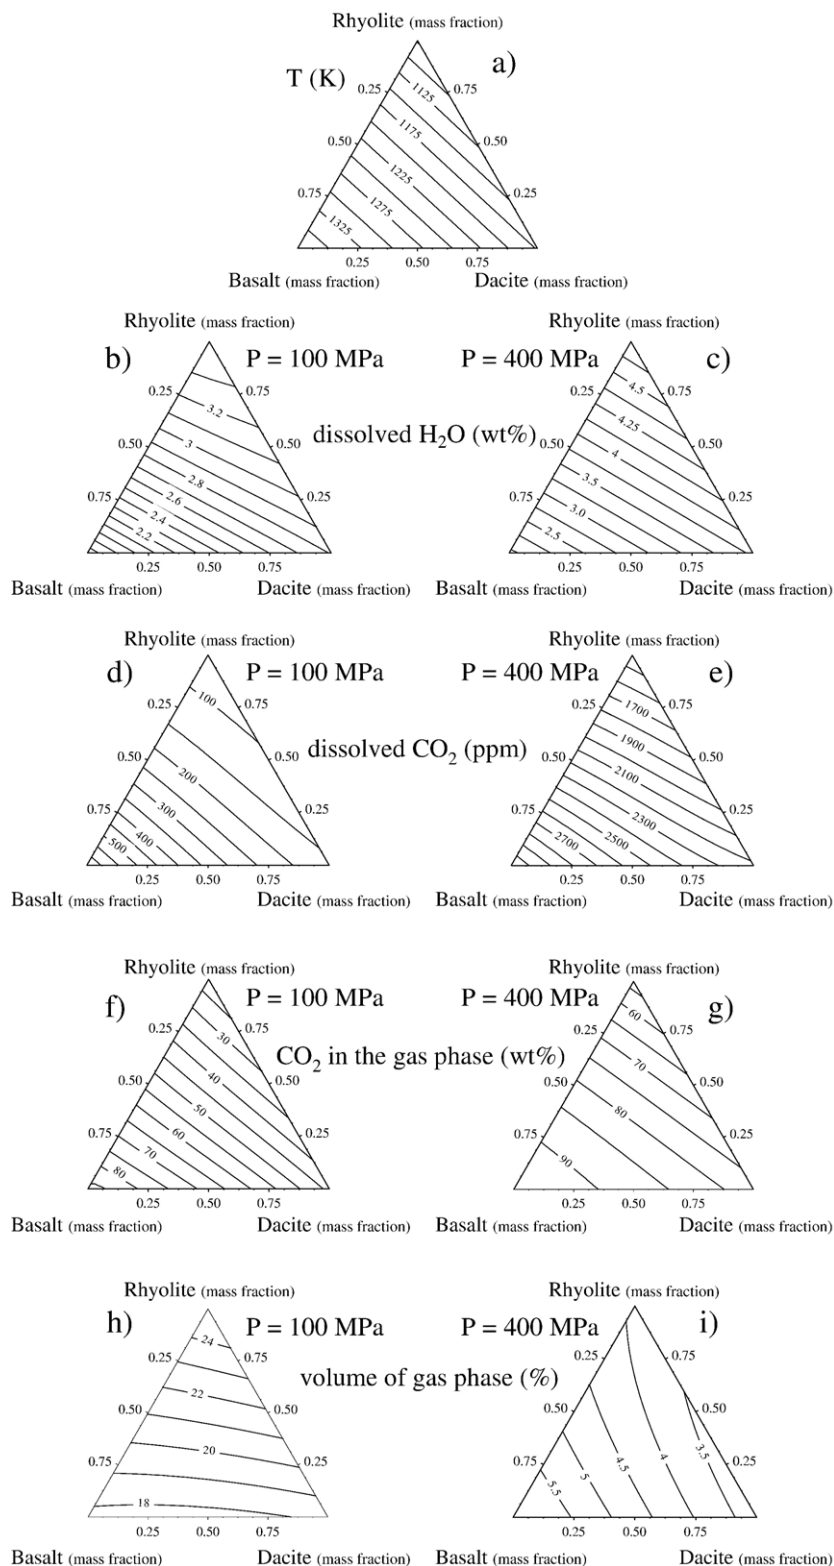 Rhyolite (mass fraction)
T (K)
a)
0.25
1125
0.75
1175
0.50
0.50
1225
0.75
1275
0.25
1325
0.25
0.50
0.75
Basalt (mass fraction)
Dacite (mass fraction)
Rhyolite (mass fraction)
Rhyolite (mass fraction)
b)
P = 100 MPa
P = 400 MPa
c)
0.25
0.75
0.25
4.5
0.75
3.2
4.25
dissolved H2O (wt%)
0.50
3
0.50
0.50
4
0.50
2.8
3.5
0.75
2.6
0.25
0.75
3.0
0.25
2.4
2.2
2.5
0.25
0.50
0.75
0.25
0.50
0.75
Basalt (mass fraction)
Dacite (mass fraction)
Basalt (mass fraction)
Dacite (mass fraction)
Rhyolite (mass fraction)
Rhyolite (mass fraction)
d)
P = 100 MPa
P = 400 MPa
e)
100
0.25
0.75
0.25
1700
0.75
dissolved CO2 (ppm)
1900
0.50
0.50
0.50
0.50
200
2100
0.75
300
0.25
0.75
2300
0.25
400
500
2700
2500
0.25
0.50
0.75
0.25
0.50
0.75
Basalt (mass fraction)
Dacite (mass fraction)
Basalt (mass fraction)
Dacite (mass fraction)
Rhyolite (mass fraction)
Rhyolite (mass fraction)
f)
P = 100 MPa
P = 400 MPa
g)
60
0.25
30
0.75
0.25
0.75
CO2 in the gas phase (wt%)
70
0.50
40
0.50
0.50
0.50
50
80
0.75
60
0.25
0.75
0.25
70
80
90
0.25
0.50
0.75
0.25
0.50
0.75
Basalt (mass fraction)
Dacite (mass fraction)
Basalt (mass fraction)
Dacite (mass fraction)
Rhyolite (mass fraction)
Rhyolite (mass fraction)
h)
P = 100 MPa
P = 400 MPa
i)
24
0.25
0.75
0.25
0.75
volume of gas phase (%)
22
0.50
0.50
0.50
0.50
20
3.5
0.75
0.25
0.75
4.5
4
0.25
5
5.5
18
0.25
0.50
0.75
0.25
0.50
0.75
Basalt (mass fraction)
Dacite (mass fraction)
Basalt (mass fraction)
Dacite (mass fraction)